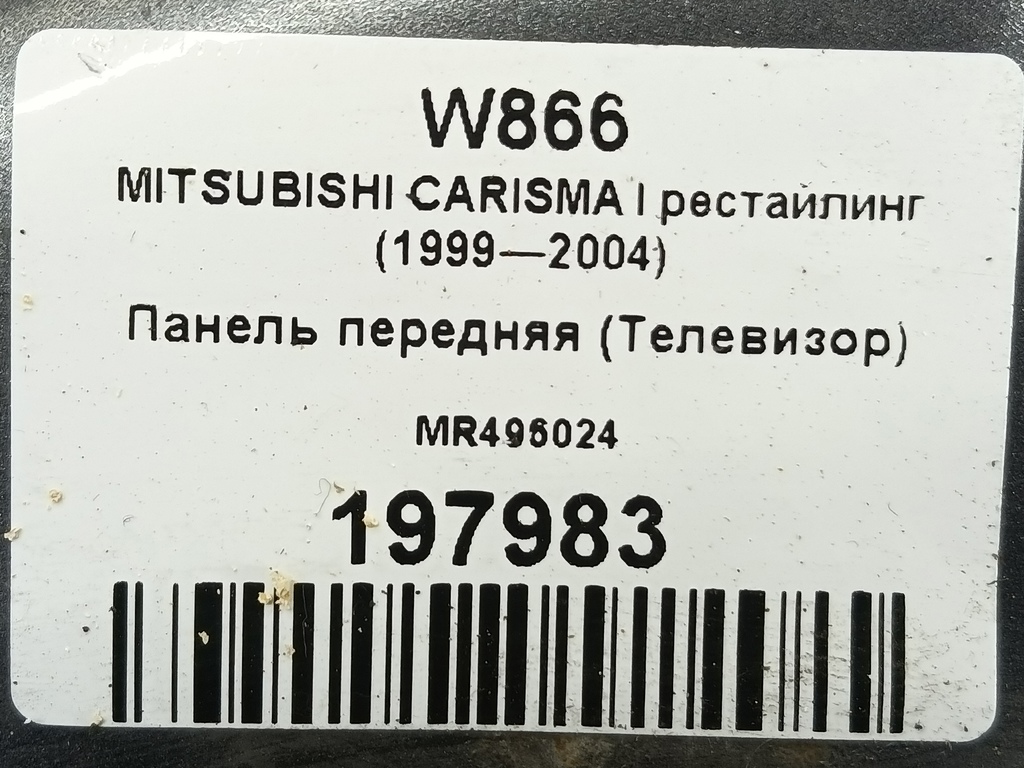 W866
MITSUBISHI CARISMA I рестайлинг
(1999—2004)
Панель передняя (Телевизор)
MR496024
197983